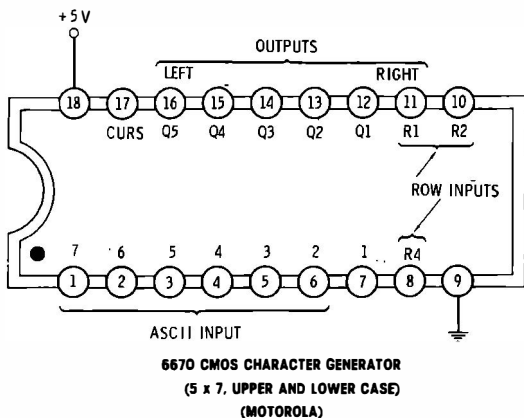 +5V
OUTPUTS
LEFT RIGHT
18 17 16 15 14 13 12 11 10
CURS Q5 Q4 Q3 Q2 Q1 R1 R2
ROW INPUTS
7 6 5 4 3 2 1 R4
1 2 3 4 5 6 7 8 9
ASCII INPUT
6670 CMOS CHARACTER GENERATOR
(5 x 7, UPPER AND LOWER CASE)
(MOTOROLA)